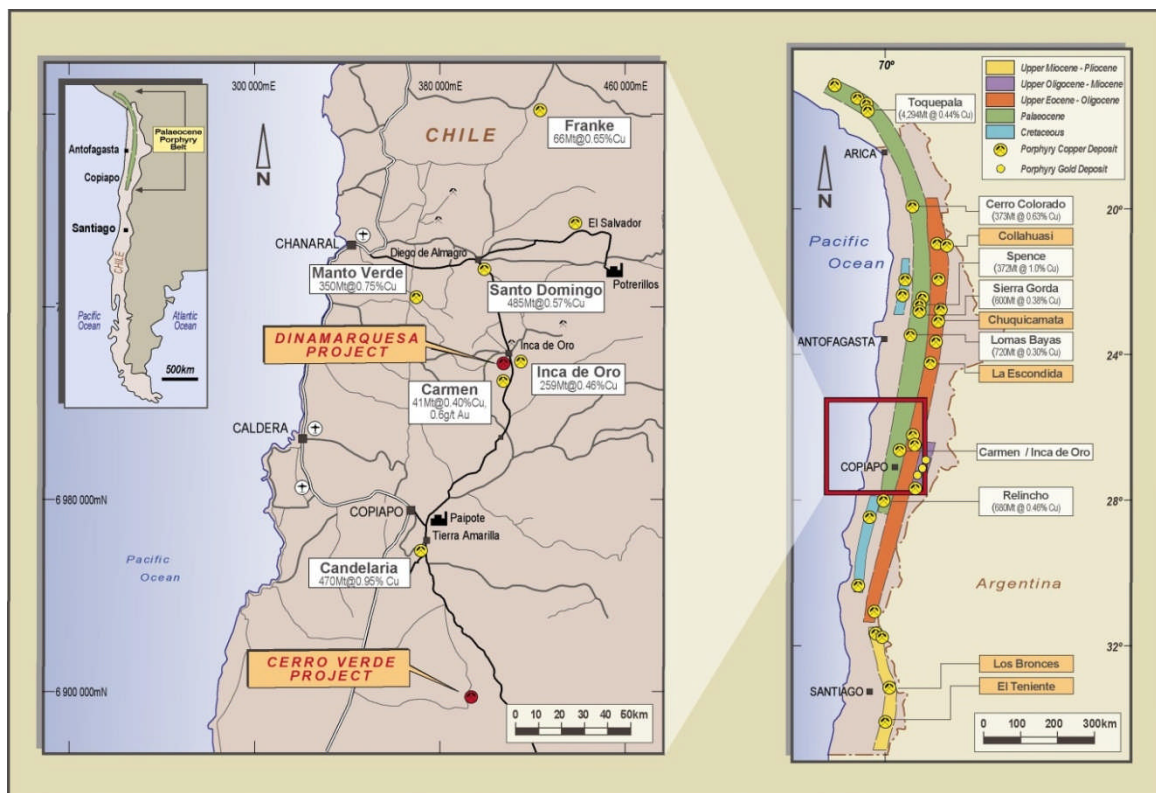 Antofagasta
Copiapo
Santiago
CHILE
Pacific
Ocean
Atlantic
Ocean
Palaeocene
Porphyry
Belt
500km
300 000mE
380 000mE
460 000mE
N
CHILE
Franke
66Mt@0.65%Cu
El Salvador
CHANARAL
Diego de Almagro
Potrerillos
Manto Verde
350Mt@0.75%Cu
Santo Domingo
485Mt@0.57%Cu
DINAMARQUESA
PROJECT
Inca de Oro
Carmen
41Mt@0.40%Cu,
0.6g/t Au
Inca de Oro
259Mt@0.46%Cu
CALDERA
6 980 000mN
COPIAPO
Paipote
Tierra Amarilla
Pacific
Ocean
Candelaria
470Mt@0.95% Cu
CERRO VERDE
PROJECT
6 900 000mN
0 10 20 30 40 50km
70°
Upper Miocene - Pliocene
Upper Oligocene - Miocene
Upper Eocene - Oligocene
Palaeocene
Cretaceous
Porphyry Copper Deposit
Porphyry Gold Deposit
Toquepala
(4,294Mt @ 0.44% Cu)
ARICA
N
Pacific
Ocean
Cerro Colorado
(373Mt @ 0.63% Cu)
20°
Collahuasi
Spence
(372Mt @ 1.0% Cu)
Sierra Gorda
(600Mt @ 0.38% Cu)
Chuquicamata
ANTOFAGASTA
Lomas Bayas
(720Mt @ 0.30% Cu)
24°
La Escondida
COPIAPO
Carmen / Inca de Oro
Relincho
(680Mt @ 0.46% Cu)
28°
Argentina
32°
Los Bronces
SANTIAGO
El Teniente
0 100 200 300km
70°